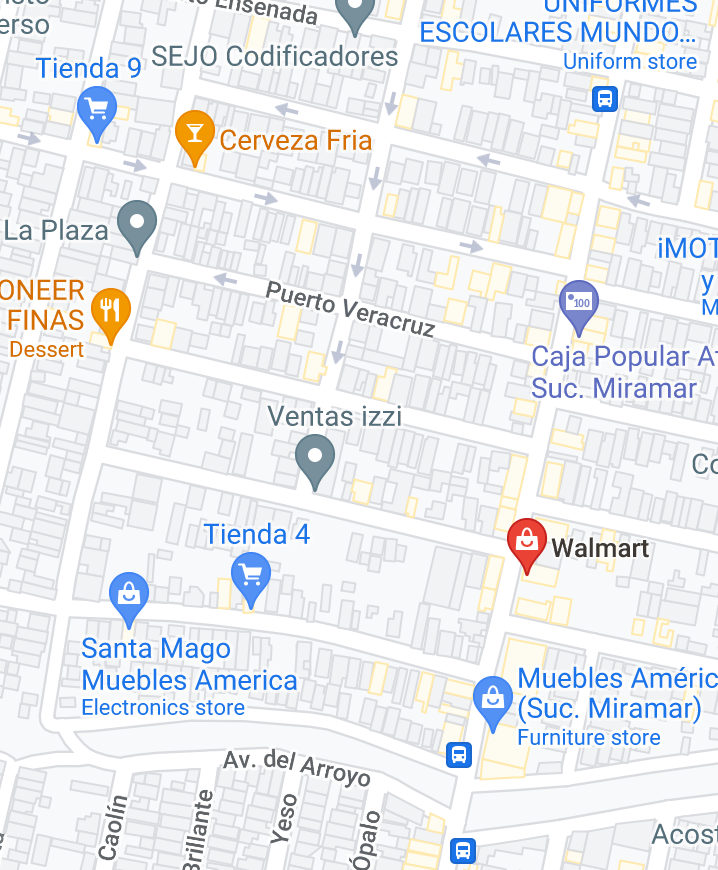 Ensenada
UNIFORMES
ESCOLARES MUNDO...
Uniform store
erso
SEJO Codificadores
Tienda 9
Cerveza Fria
La Plaza
iMOT
y
M
ONEER
FINAS
Dessert
Puerto Veracruz
100
Caja Popular A
Suc. Miramar
Ventas izzi
Co
Tienda 4
Walmart
Santa Mago
Muebles America
Electronics store
Muebles Améric
(Suc. Miramar)
Furniture store
Av. del Arroyo
Caolín
Brillante
Yeso
Ópalo
Acost